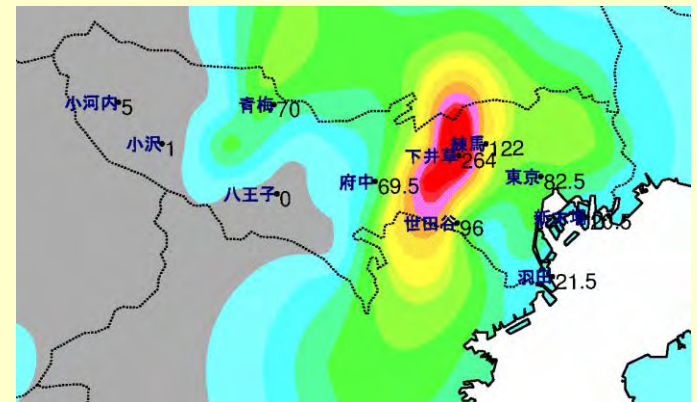 小河内 5
青梅 70
小沢 1
練馬 122
下井草 264
東京 82.5
府中 69.5
八王子 0
世田谷 96
新木場 20.5
羽田 21.5